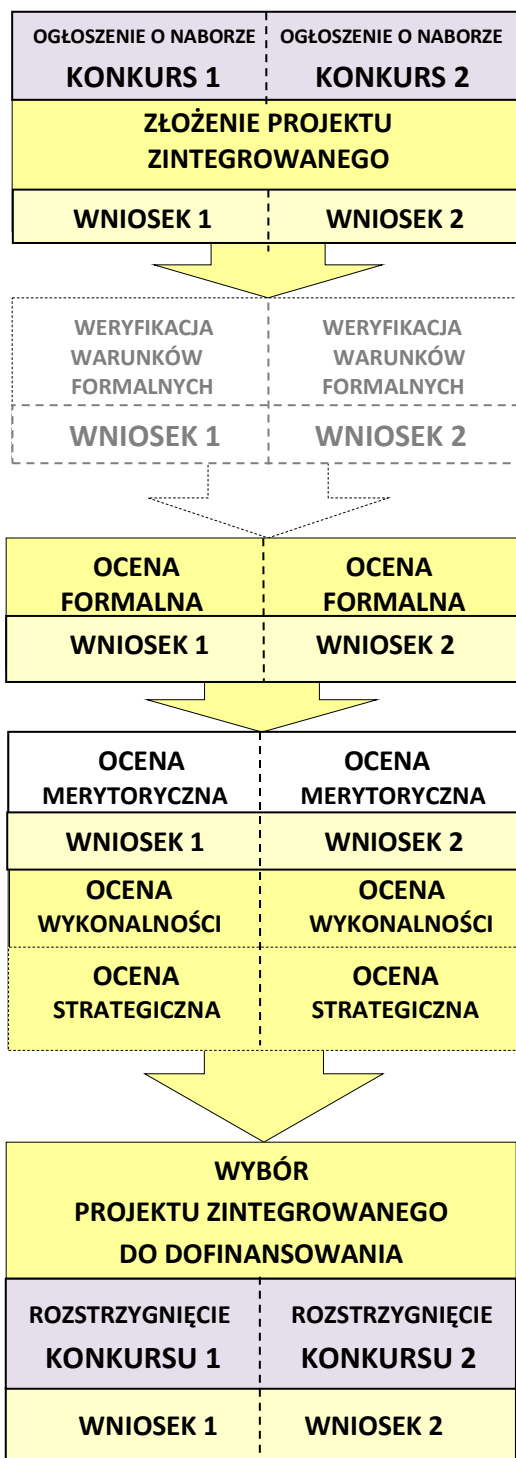 OGŁOSZENIE O NABORZE OGŁOSZENIE O NABORZE
KONKURS 1 KONKURS 2
ZŁOŻENIE PROJEKTU
ZINTEGROWANEGO
WNIOSEK 1 WNIOSEK 2
WERYFIKACJA WERYFIKACJA
WARUNKÓW WARUNKÓW
FORMALNYCH FORMALNYCH
WNIOSEK 1 WNIOSEK 2
OCENA OCENA
FORMALNA FORMALNA
WNIOSEK 1 WNIOSEK 2
OCENA OCENA
MERYTORYCZNA MERYTORYCZNA
WNIOSEK 1 WNIOSEK 2
OCENA OCENA
WYKONALNOŚCI WYKONALNOŚCI
OCENA OCENA
STRATEGICZNA STRATEGICZNA
WYBÓR
PROJEKTU ZINTEGROWANEGO
DO DOFINANSOWANIA
ROZSTRZYGNIĘCIE ROZSTRZYGNIĘCIE
KONKURSU 1 KONKURSU 2
WNIOSEK 1 WNIOSEK 2